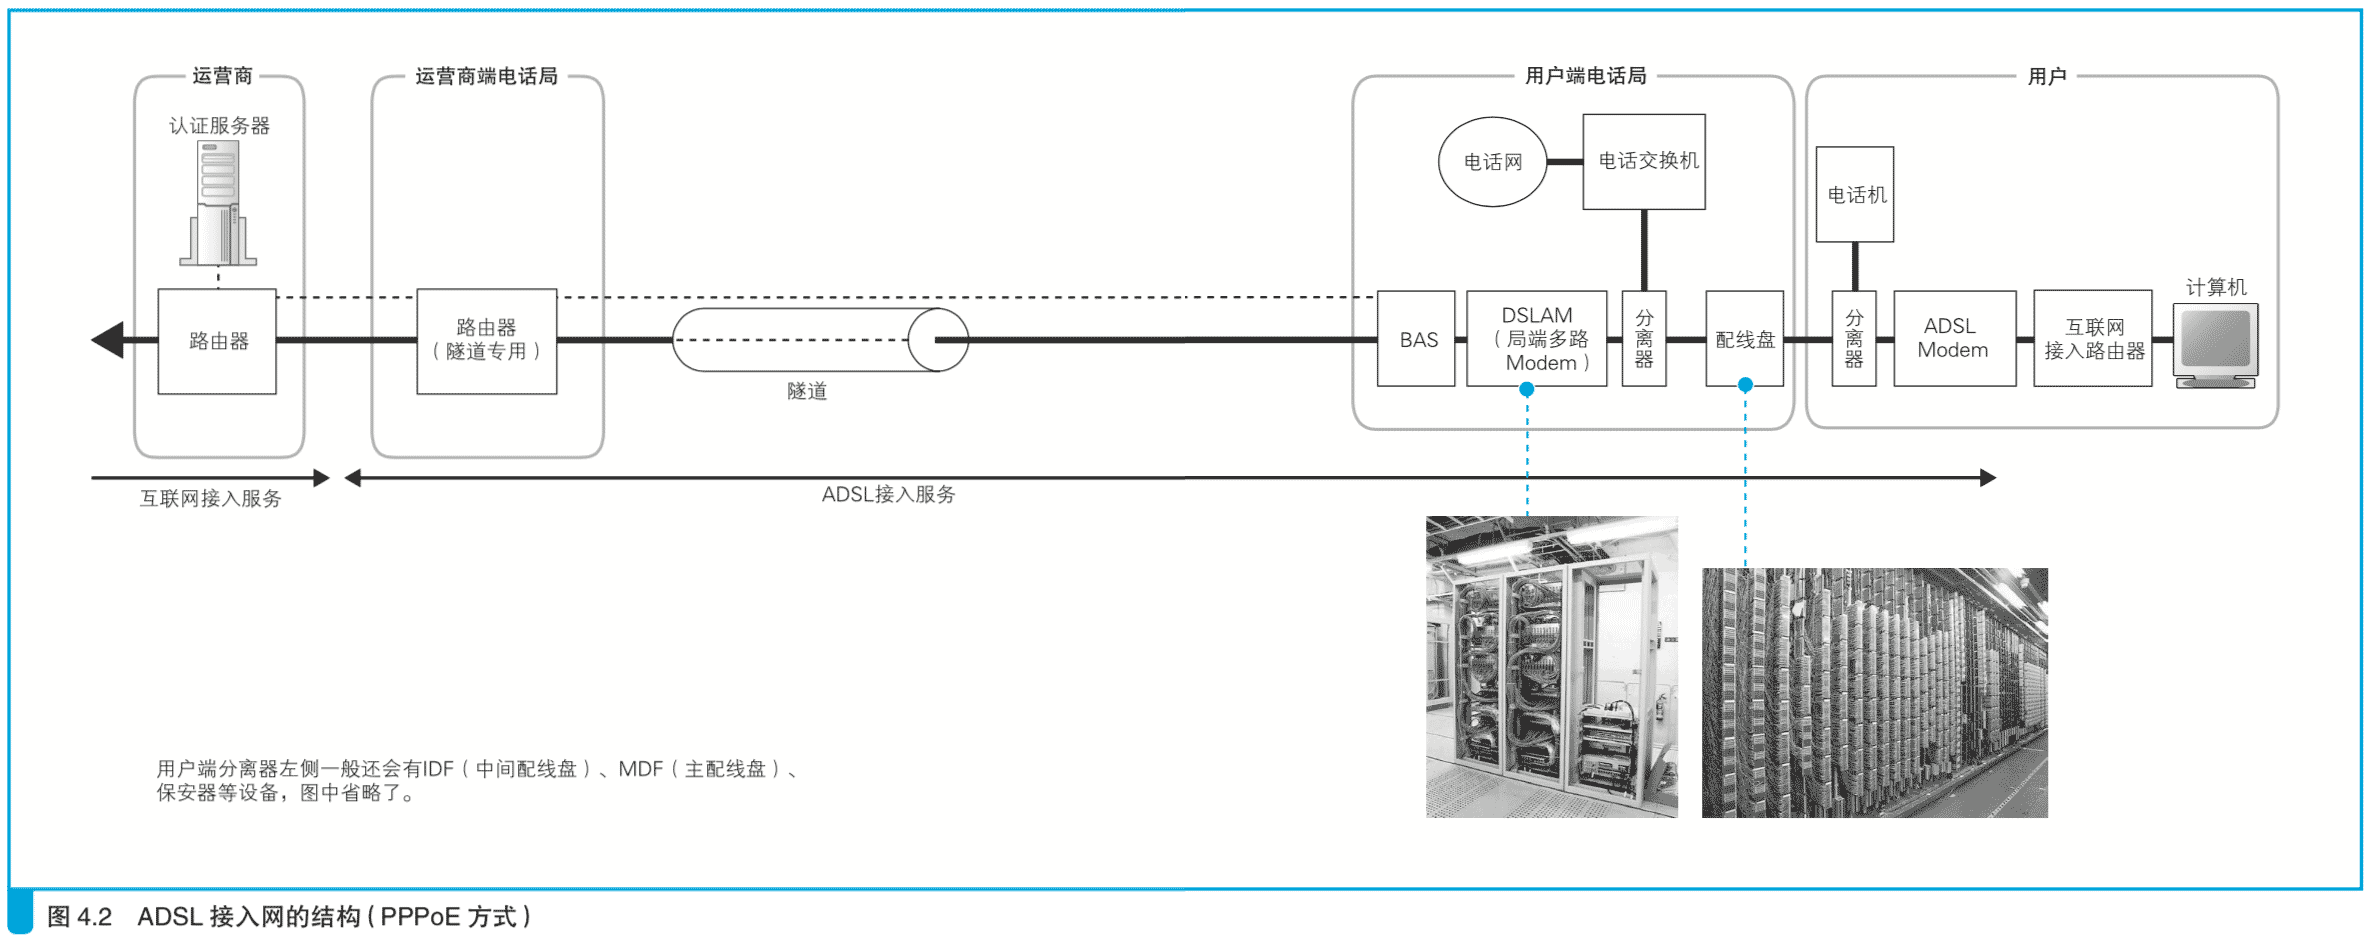 运营商
运营商端电话局
用户端电话局
用户
认证服务器
电话网
电话交换机
电话机
计算机
路由器
路由器
（隧道专用）
隧道
BAS
DSLAM
（局端多路
Modem）
分离器
配线盘
分离器
ADSL
Modem
互联网
接入路由器
互联网接入服务
ADSL接入服务
用户端分离器左侧一般还会有IDF（中间配线盘）、MDF（主配线盘）、
保安器等设备，图中省略了。
图 4.2 ADSL 接入网的结构（PPPoE 方式）